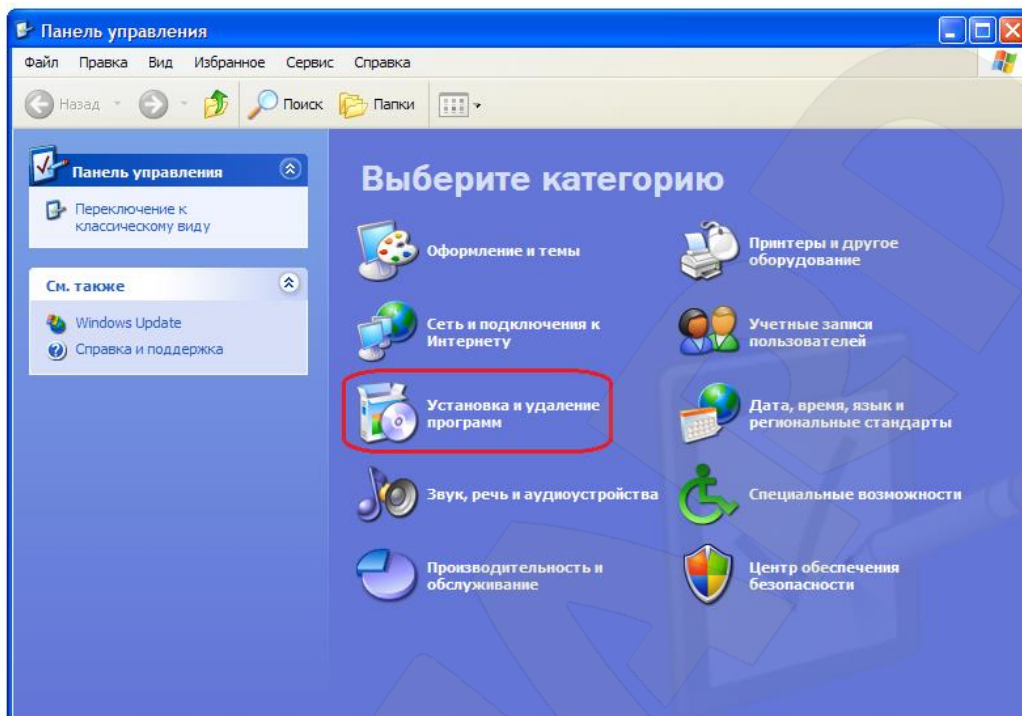 Панель управления
Файл Правка Вид Избранное Сервис Справка
Назад Поиск Папки
Панель управления
Переключение к
классическому виду
См. также
Windows Update
Справка и поддержка
Выберите категорию
Оформление и темы
Принтеры и другое
оборудование
Сеть и подключения к
Интернету
Учетные записи
пользователей
Установка и удаление
программ
Дата, время, язык и
региональные стандарты
Звук, речь и аудиоустройства
Специальные возможности
Производительность и
обслуживание
Центр обеспечения
безопасности